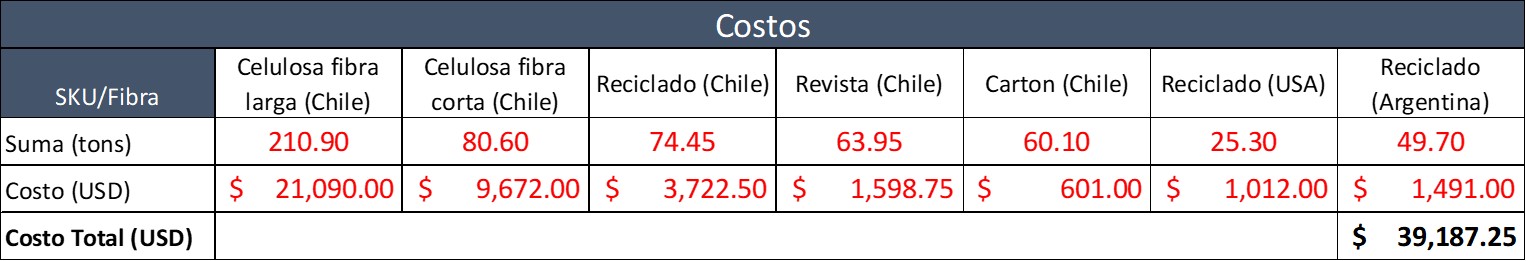 Costos
SKU/Fibra Celulosa fibra larga (Chile) Celulosa fibra corta (Chile) Reciclado (Chile) Revista (Chile) Carton (Chile) Reciclado (USA) Reciclado (Argentina)
Suma (tons) 210.90 80.60 74.45 63.95 60.10 25.30 49.70
Costo (USD) $ 21,090.00 $ 9,672.00 $ 3,722.50 $ 1,598.75 $ 601.00 $ 1,012.00 $ 1,491.00
Costo Total (USD) $ 39,187.25